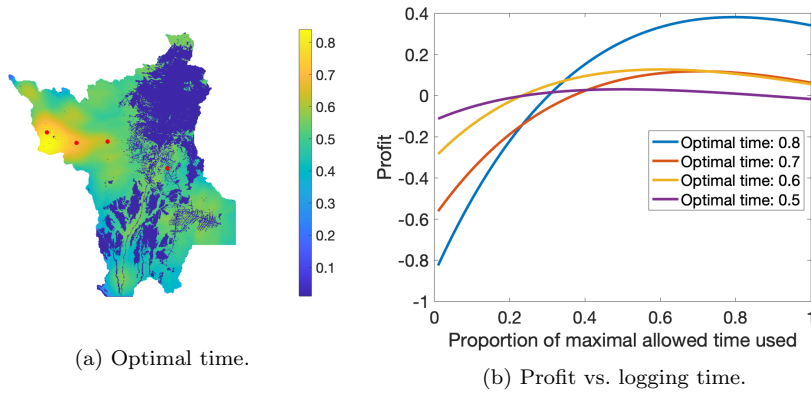 0.8
0.7
0.6
0.5
0.4
0.3
0.2
0.1
(a) Optimal time.
0.4
0.2
0
-0.2
-0.4
-0.6
-0.8
-1
Profit
Optimal time: 0.8
Optimal time: 0.7
Optimal time: 0.6
Optimal time: 0.5
0 0.2 0.4 0.6 0.8 1
Proportion of maximal allowed time used
(b) Profit vs. logging time.